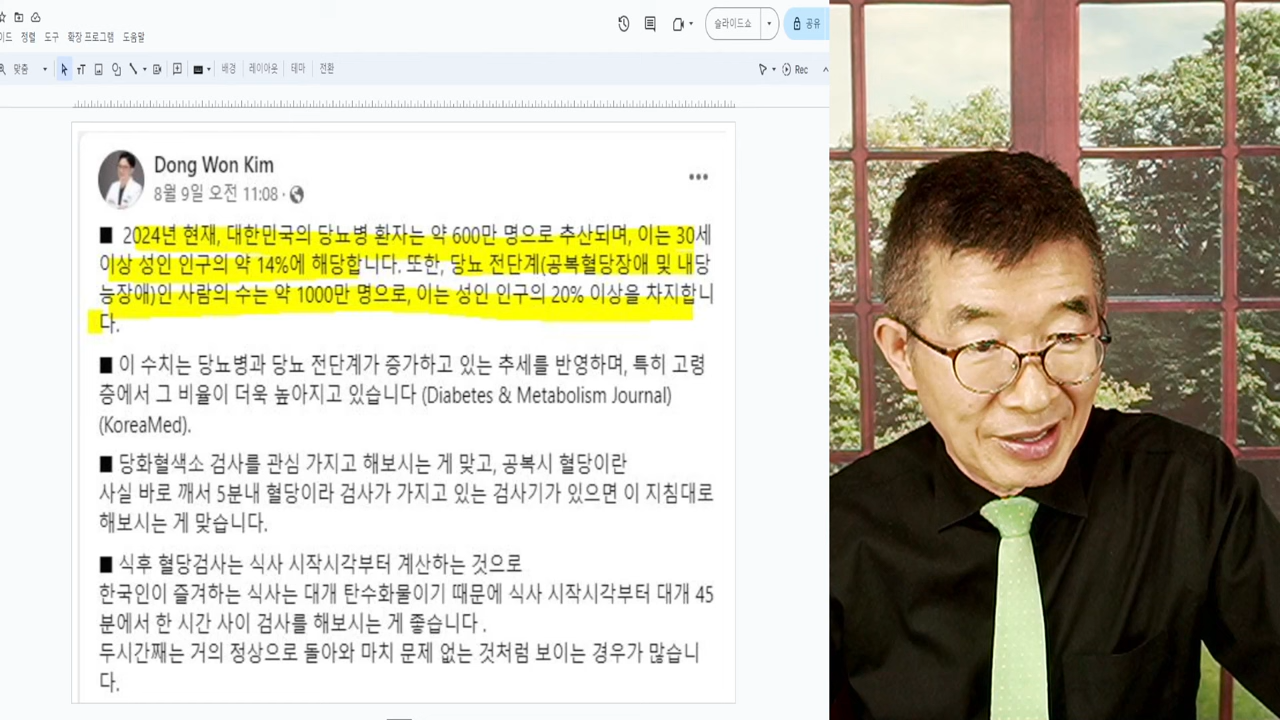 정렬 도구 확장 프로그램 도움말
슬라이드쇼
공유
맞춤
배경 레이아웃 테마 전환
Rec
Dong Won Kim
8월 9일 오전 11:08 ·
■ 2024년 현재, 대한민국의 당뇨병 환자는 약 600만 명으로 추산되며, 이는 30세
이상 성인 인구의 약 14%에 해당합니다. 또한, 당뇨 전단계(공복혈당장애 및 내당
능장애)인 사람의 수는 약 1000만 명으로, 이는 성인 인구의 20% 이상을 차지합니
다.
■ 이 수치는 당뇨병과 당뇨 전단계가 증가하고 있는 추세를 반영하며, 특히 고령
층에서 그 비율이 더욱 높아지고 있습니다 (Diabetes & Metabolism Journal)
(KoreaMed).
■ 당화혈색소 검사를 관심 가지고 해보시는 게 맞고, 공복시 혈당이란
사실 바로 깨서 5분내 혈당이라 검사가 가지고 있는 검사기가 있으면 이 지침대로
해보시는 게 맞습니다.
■ 식후 혈당검사는 식사 시작시각부터 계산하는 것으로
한국인이 즐겨하는 식사는 대개 탄수화물이기 때문에 식사 시작시각부터 대개 45
분에서 한 시간 사이 검사를 해보시는 게 좋습니다 .
두시간째는 거의 정상으로 돌아와 마치 문제 없는 것처럼 보이는 경우가 많습니
다.